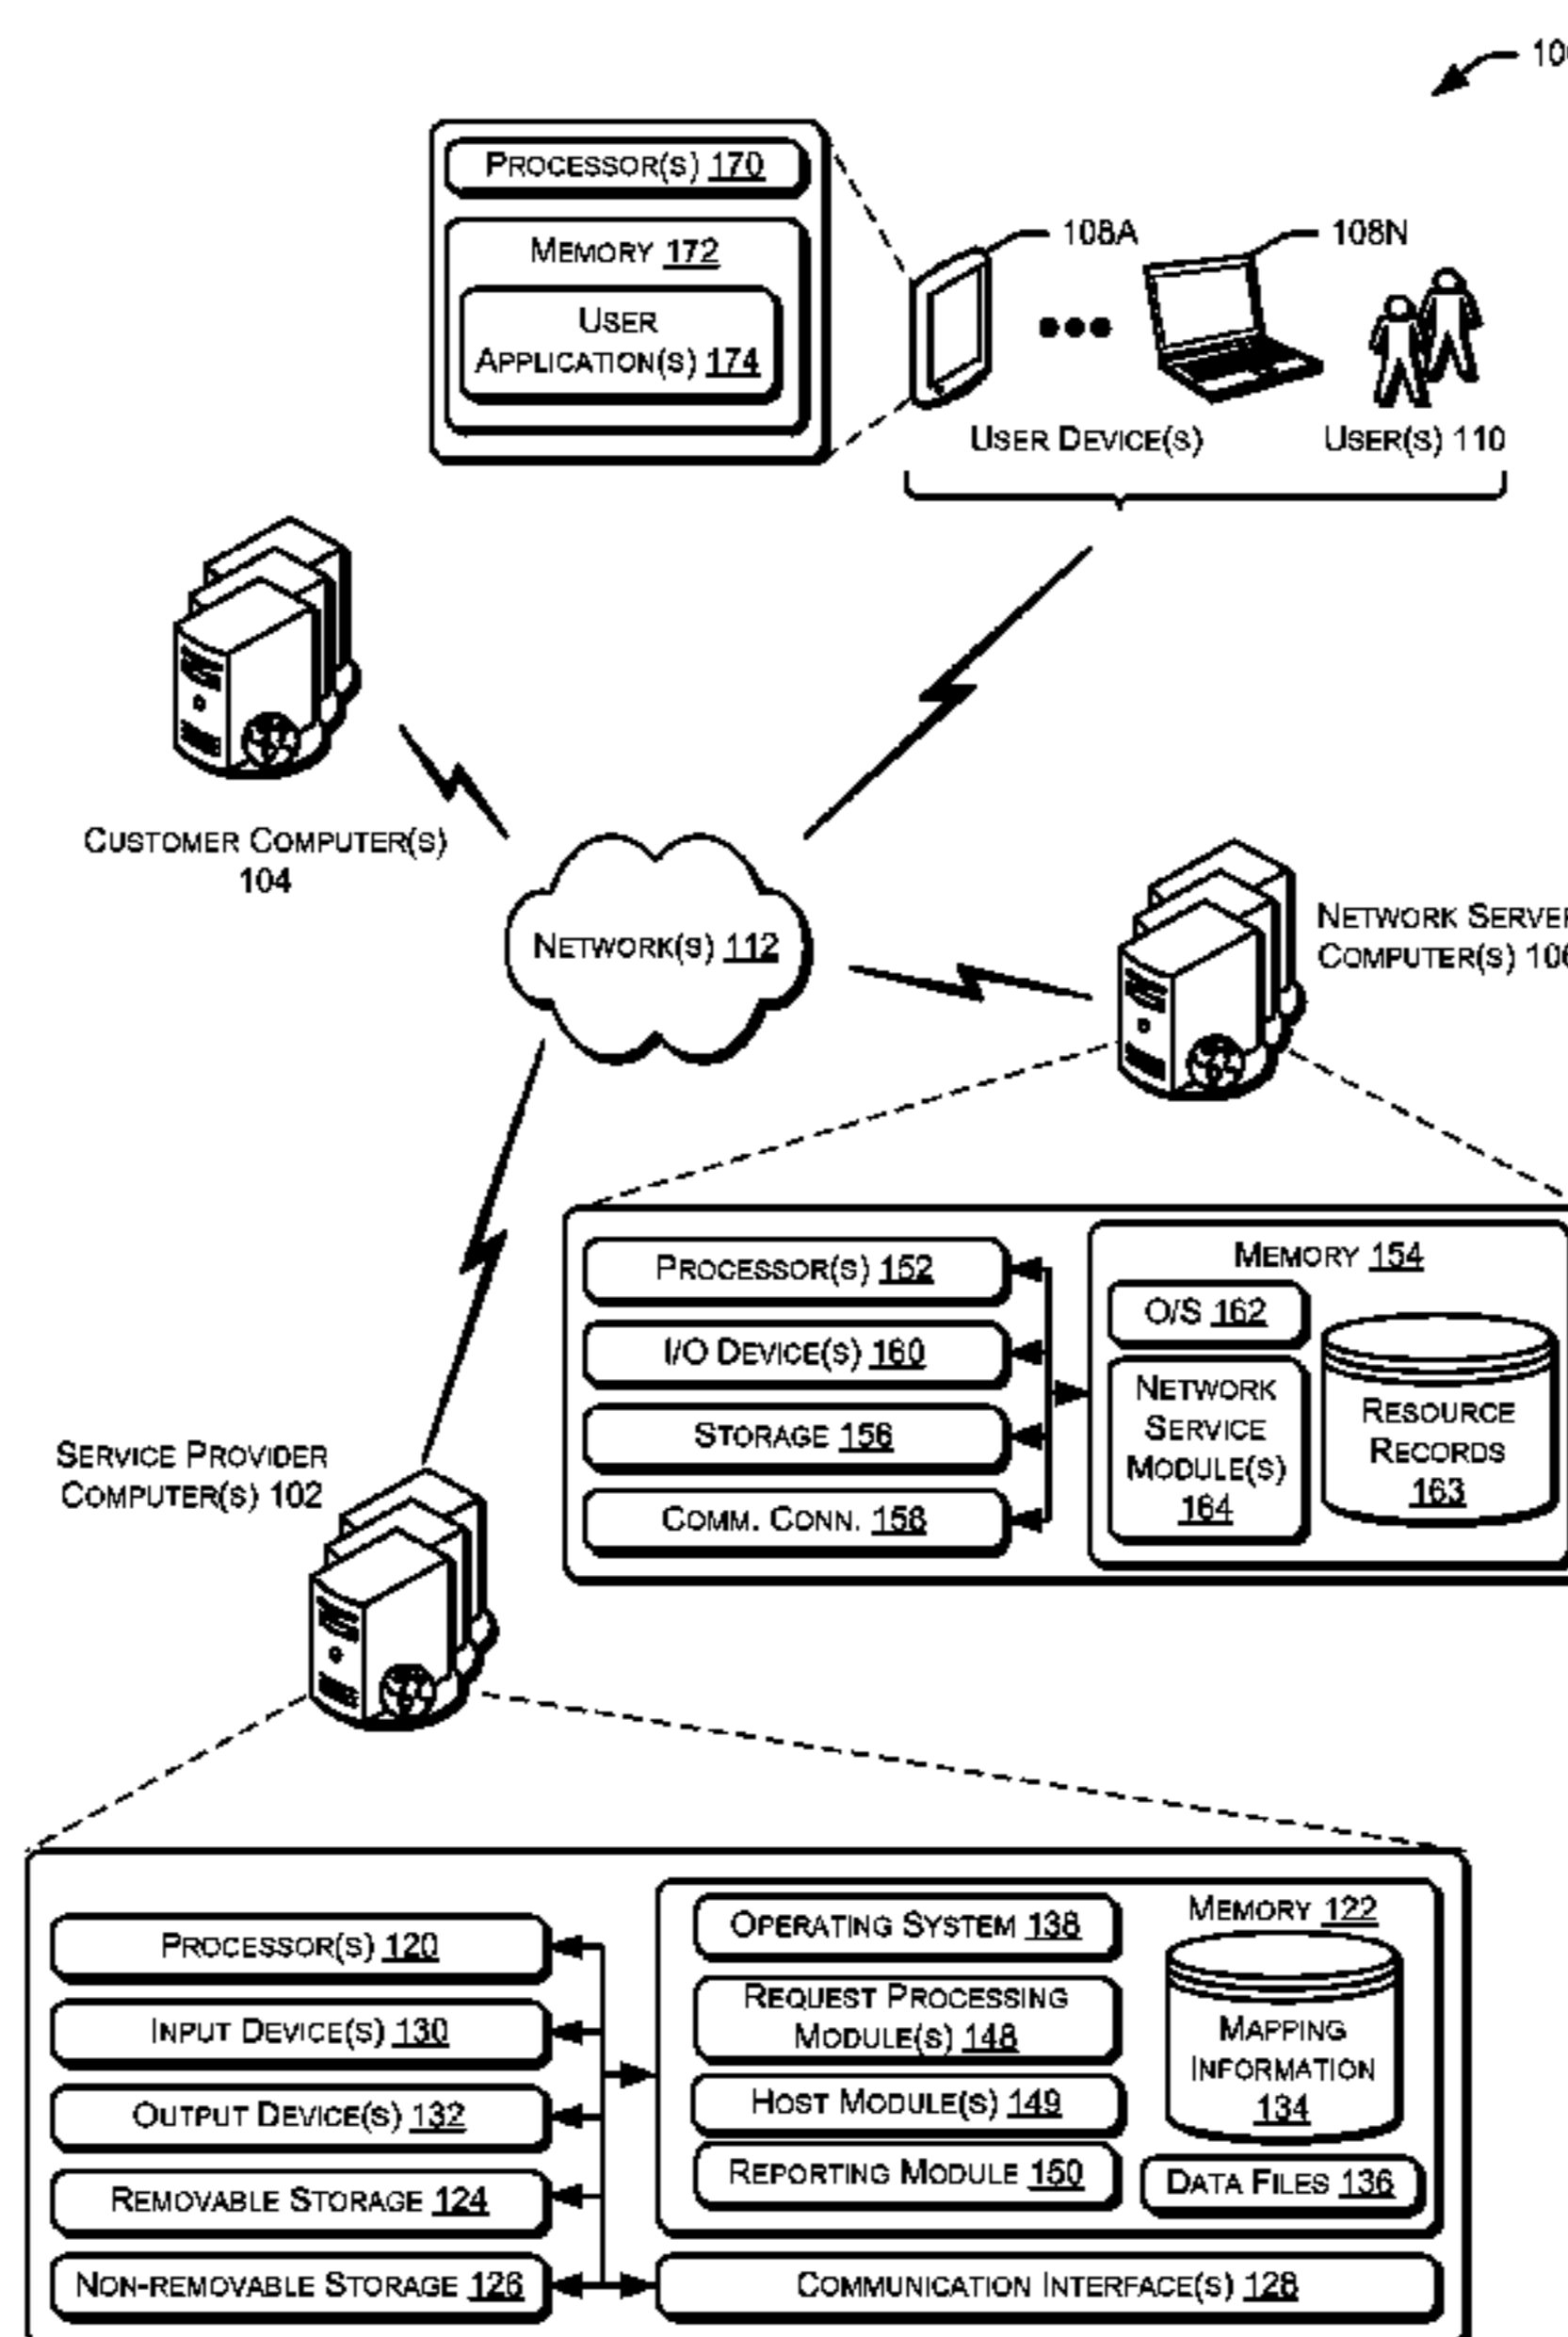 10
PROCESSOR(S) 170
MEMORY 172
USER
APPLICATION(S) 174
108A
108N
USER DEVICE(S)
USER(S) 110
CUSTOMER COMPUTER(S)
104
NETWORK(S) 112
NETWORK SERVER
COMPUTER(S) 106
PROCESSOR(S) 152
I/O DEVICE(S) 160
STORAGE 156
COMM. CONN. 158
MEMORY 154
O/S 162
NETWORK
SERVICE
MODULE(S)
164
RESOURCE
RECORDS
163
SERVICE PROVIDER
COMPUTER(S) 102
PROCESSOR(S) 120
INPUT DEVICE(S) 130
OUTPUT DEVICE(S) 132
REMOVABLE STORAGE 124
NON-REMOVABLE STORAGE 126
OPERATING SYSTEM 138
REQUEST PROCESSING
MODULE(S) 148
HOST MODULE(S) 149
REPORTING MODULE 150
MEMORY 122
MAPPING
INFORMATION
134
DATA FILES 136
COMMUNICATION INTERFACE(S) 128